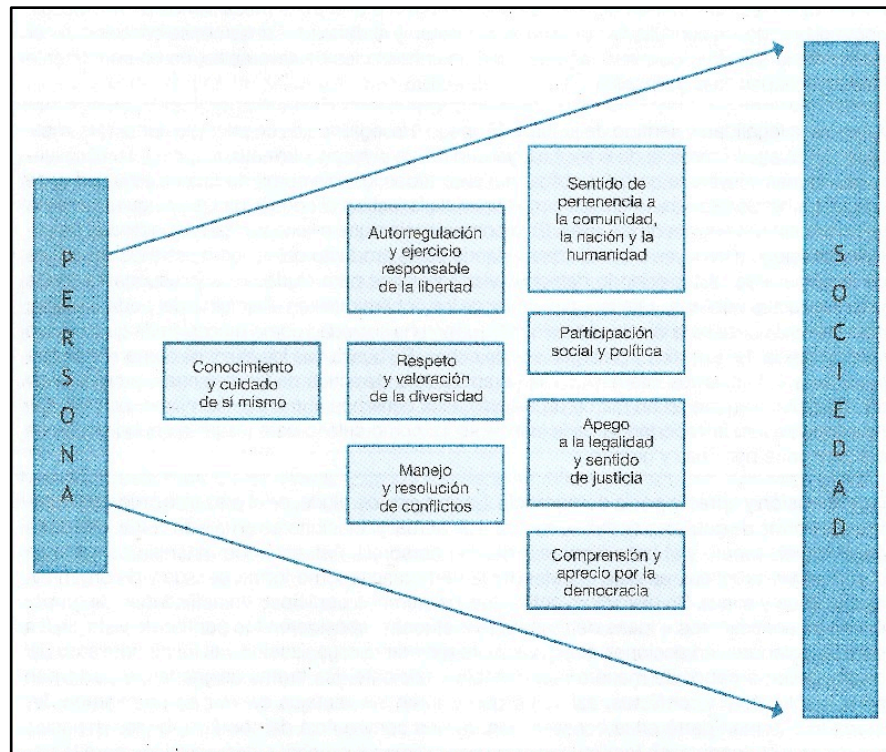 PERSONA
Conocimiento
y cuidado
de sí mismo
Autorregulación
y ejercicio
responsable
de la libertad
Respeto
y valoración
de la diversidad
Manejo
y resolución
de conflictos
Sentido de
pertenencia a
la comunidad,
la nación y la
humanidad
Participación
social y política
Apego
a la legalidad
y sentido
de justicia
Comprensión y
aprecio por la
democracia
SOCIEDAD